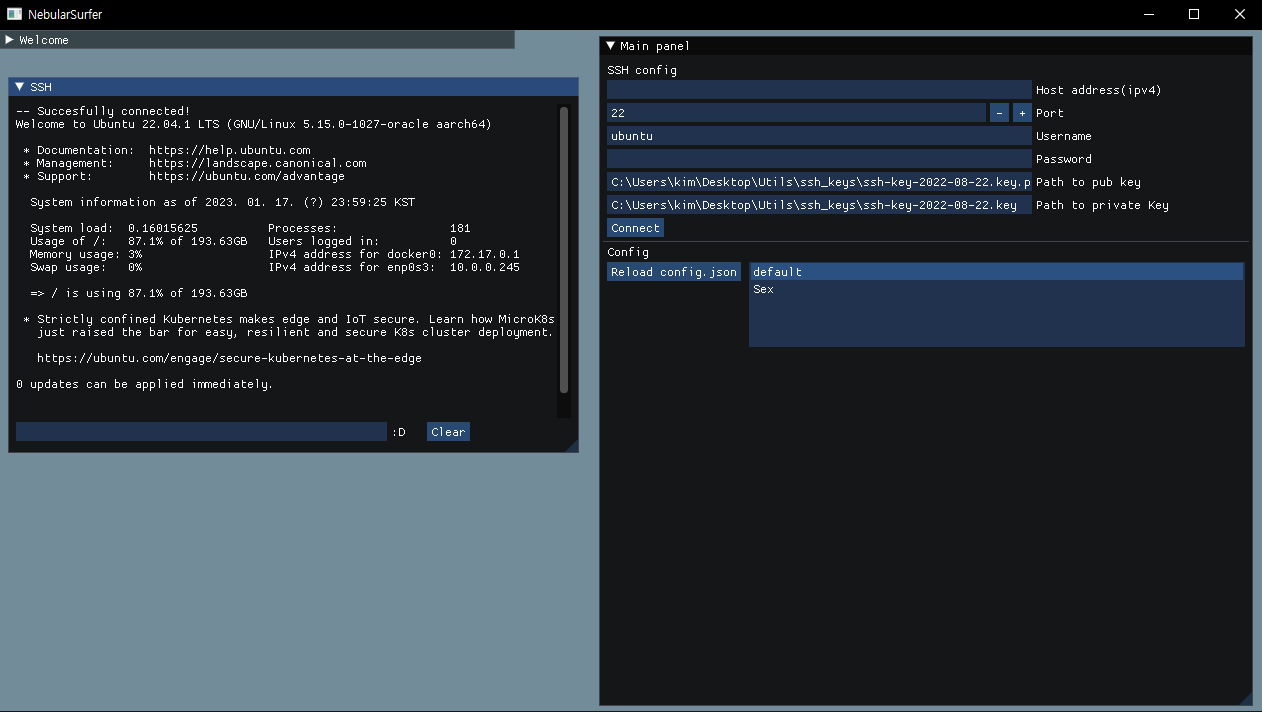 NebularSurfer
Welcome
SSH
-- Succesfully connected!
Welcome to Ubuntu 22.04.1 LTS (GNU/Linux 5.15.0-1027-oracle aarch64)
* Documentation: https://help.ubuntu.com
* Management: https://landscape.canonical.com
* Support: https://ubuntu.com/advantage
System information as of 2023. 01. 17. (?) 23:59:25 KST
System load: 0.16015625 Processes: 181
Usage of /: 87.1% of 193.63GB Users logged in: 0
Memory usage: 3% IPv4 address for docker0: 172.17.0.1
Swap usage: 0% IPv4 address for enp0s3: 10.0.0.245
=> / is using 87.1% of 193.63GB
* Strictly confined Kubernetes makes edge and IoT secure. Learn how MicroK8s
just raised the bar for easy, resilient and secure K8s cluster deployment.
https://ubuntu.com/engage/secure-kubernetes-at-the-edge
0 updates can be applied immediately.
:D Clear
Main panel
SSH config
Host address(ipv4)
22 - + Port
ubuntu Username
Password
C:\Users\kim\Desktop\Utils\ssh_keys\ssh-key-2022-08-22.key.p Path to pub key
C:\Users\kim\Desktop\Utils\ssh_keys\ssh-key-2022-08-22.key Path to private Key
Connect
Config
Reload config.json default
Sex